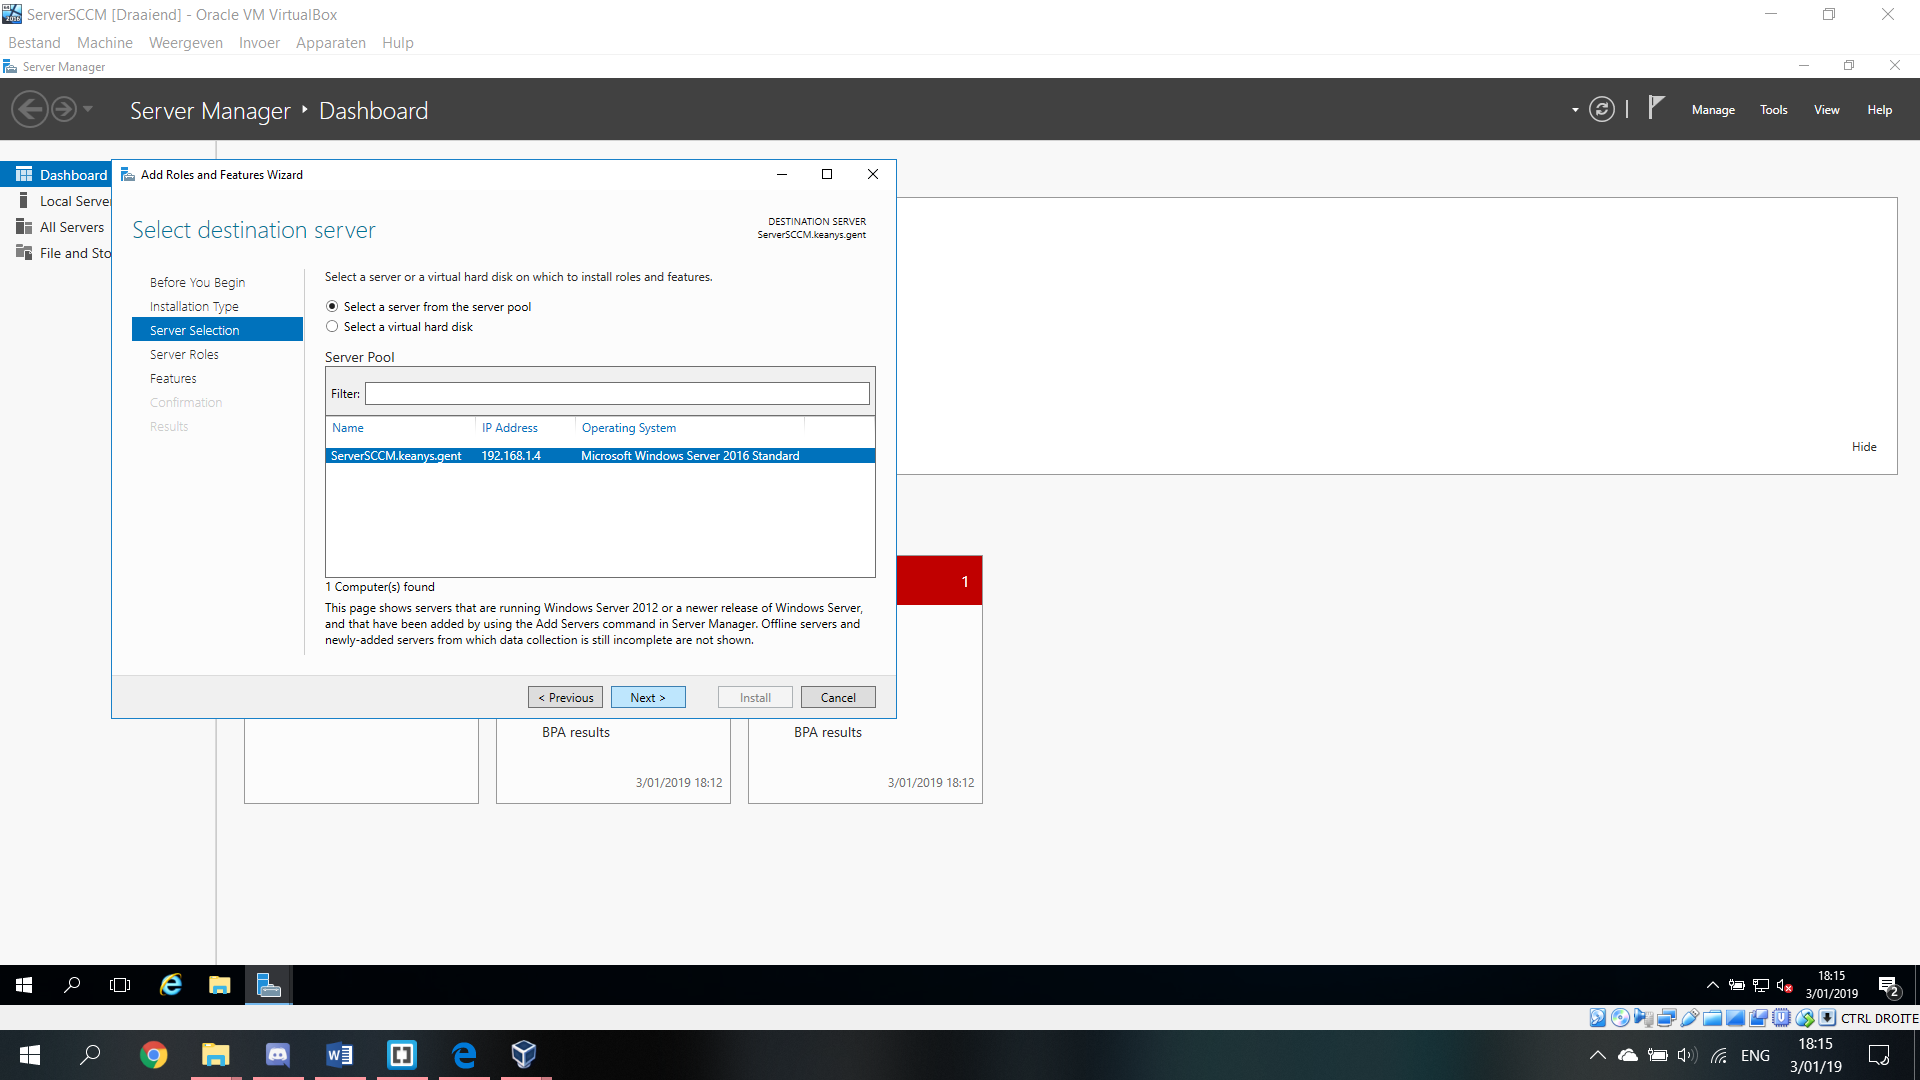 ServerSCCM [Draaiend] - Oracle VM VirtualBox
Bestand Machine Weergeven Invoer Apparaten Hulp
Server Manager
Server Manager Dashboard
Manage Tools View Help
Dashboard
Local Server
All Servers
File and Sto
Add Roles and Features Wizard
Select destination server
DESTINATION SERVER
ServerSCCM.keanys.gent
Before You Begin
Installation Type
Server Selection
Server Roles
Features
Confirmation
Results
Select a server or a virtual hard disk on which to install roles and features.
Select a server from the server pool
Select a virtual hard disk
Server Pool
Filter:
Name IP Address Operating System
ServerSCCM.keanys.gent 192.168.1.4 Microsoft Windows Server 2016 Standard
1 Computer(s) found
This page shows servers that are running Windows Server 2012 or a newer release of Windows Server,
and that have been added by using the Add Servers command in Server Manager. Offline servers and
newly-added servers from which data collection is still incomplete are not shown.
< Previous Next > Install Cancel
Hide
1
BPA results BPA results
3/01/2019 18:12 3/01/2019 18:12
18:15
3/01/2019
2
CTRL DROITE
ENG
18:15
3/01/19